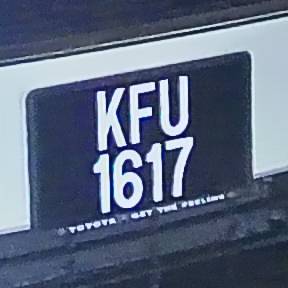 KFU
1617
TOYOTA GET THE FEELING